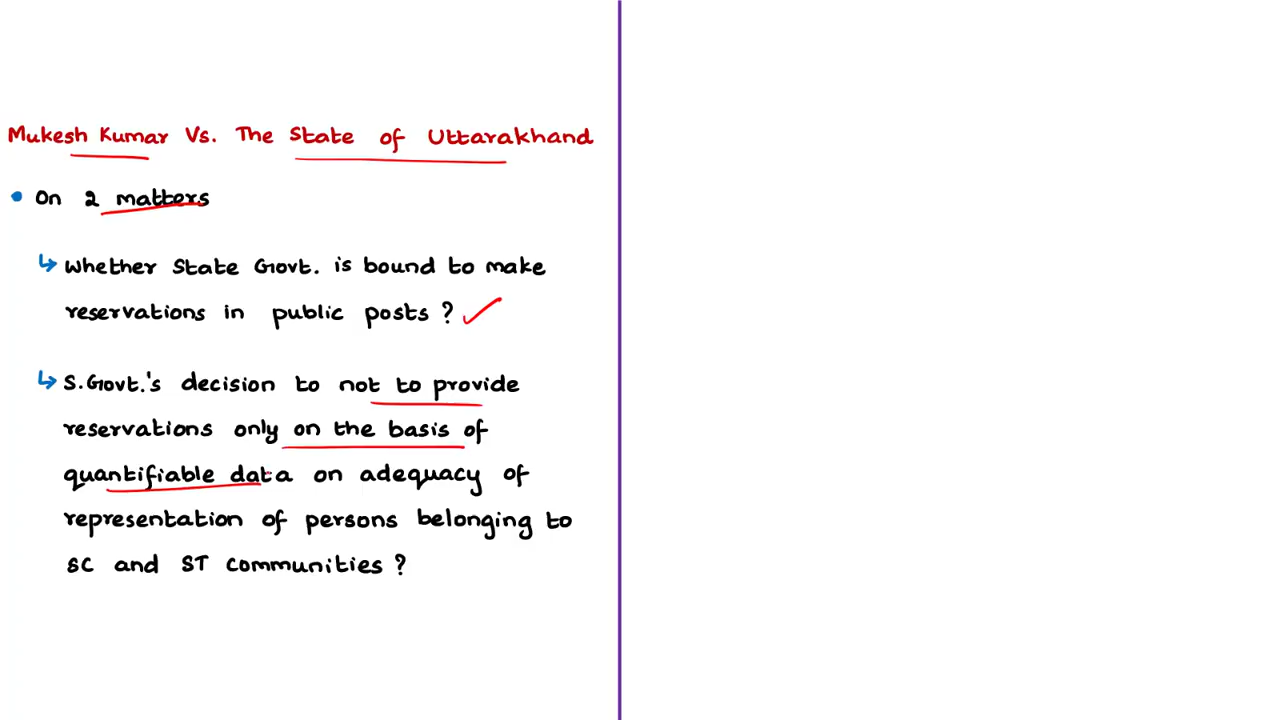 Mukesh Kumar Vs. The State of Uttarakhand
• On 2 matters
↳ Whether State Govt. is bound to make
reservations in public posts ?
↳ S.Govt.'s decision to not to provide
reservations only on the basis of
quantifiable data on adequacy of
representation of persons belonging to
SC and ST communities ?